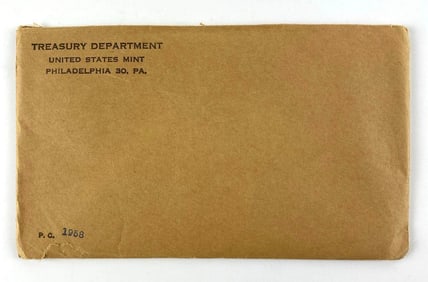 TREASURY DEPARTMENT
UNITED STATES MINT
PHILADELPHIA 30, PA.
P. C. 1958